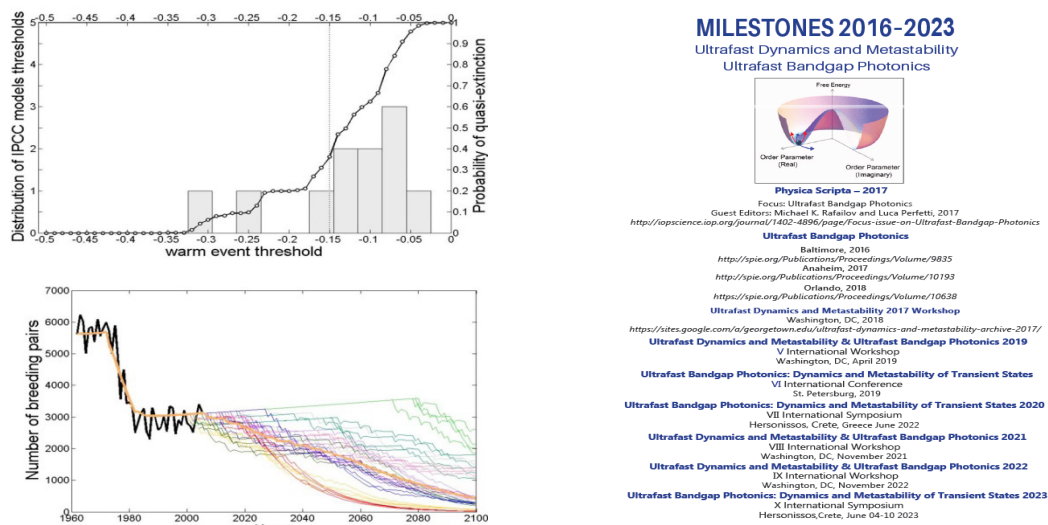 -0.5 -0.45 -0.4 -0.35 -0.3 -0.25 -0.2 -0.15 -0.1 -0.05 0
Distribution of IPCC models thresholds
5
4
3
2
1
0
1
0.9
0.8
0.7
0.6
0.5
0.4
0.3
0.2
0.1
0
Probability of quasi-extinction
-0.5 -0.45 -0.4 -0.35 -0.3 -0.25 -0.2 -0.15 -0.1 -0.05 0
warm event threshold
Number of breeding pairs
7000
6000
5000
4000
3000
2000
1000
0
1960 1980 2000 2020 2040 2060 2080 2100
MILESTONES 2016-2023
Ultrafast Dynamics and Metastability
Ultrafast Bandgap Photonics
Free Energy
Order Parameter
(Real)
Order Parameter
(Imaginary)
Physica Scripta – 2017
Focus: Ultrafast Bandgap Photonics
Guest Editors: Michael K. Rafailov and Luca Perfetti, 2017
http://iopscience.iop.org/journal/1402-4896/page/Focus-issue-on-Ultrafast-Bandgap-Photonics
Ultrafast Bandgap Photonics
Baltimore, 2016
http://spie.org/Publications/Proceedings/Volume/9835
Anaheim, 2017
http://spie.org/Publications/Proceedings/Volume/10193
Orlando, 2018
https://spie.org/Publications/Proceedings/Volume/10638
Ultrafast Dynamics and Metastability 2017 Workshop
Washington, DC, 2018
https://sites.google.com/a/georgetown.edu/ultrafast-dynamics-and-metastability-archive-2017/
Ultrafast Dynamics and Metastability & Ultrafast Bandgap Photonics 2019
V International Workshop
Washington, DC, April 2019
Ultrafast Bandgap Photonics: Dynamics and Metastability of Transient States
VI International Conference
St. Petersburg, 2019
Ultrafast Bandgap Photonics: Dynamics and Metastability of Transient States 2020
VII International Symposium
Hersonissos, Crete, Greece June 2022
Ultrafast Dynamics and Metastability & Ultrafast Bandgap Photonics 2021
VIII International Workshop
Washington, DC, November 2021
Ultrafast Dynamics and Metastability & Ultrafast Bandgap Photonics 2022
IX International Workshop
Washington, DC, November 2022
Ultrafast Bandgap Photonics: Dynamics and Metastability of Transient States 2023
X International Symposium
Hersonissos,Crete, June 04-10 2023